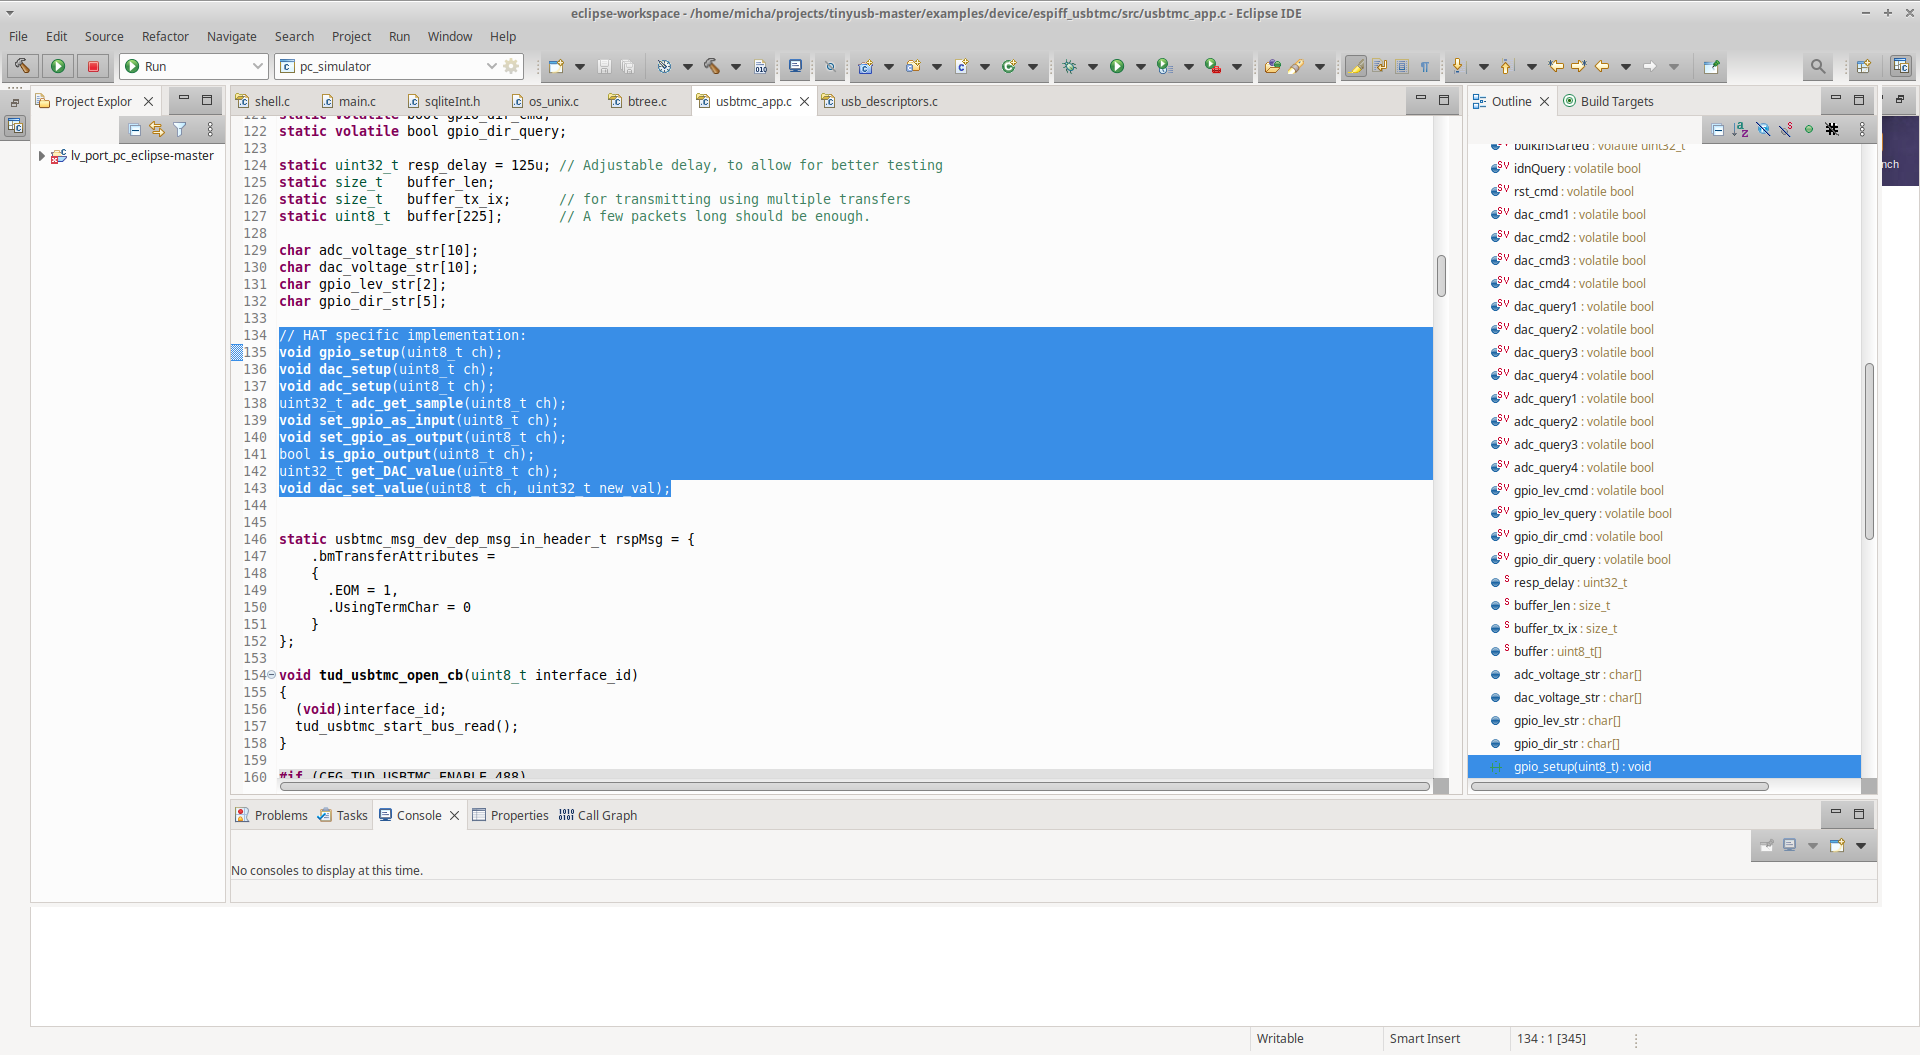 eclipse-workspace - /home/micha/projects/tinyusb-master/examples/device/espiff_usbtmc/src/usbtmc_app.c - Eclipse IDE
File Edit Source Refactor Navigate Search Project Run Window Help
Run pc_simulator
Project Explor
lv_port_pc_eclipse-master
shell.c main.c sqliteInt.h os_unix.c btree.c usbtmc_app.c usb_descriptors.c
121 static volatile bool gpio_dir_cmd;
122 static volatile bool gpio_dir_query;
123
124 static uint32_t resp_delay = 125u; // Adjustable delay, to allow for better testing
125 static size_t   buffer_len;
126 static size_t   buffer_tx_ix;      // for transmitting using multiple transfers
127 static uint8_t  buffer[225];       // A few packets long should be enough.
128
129 char adc_voltage_str[10];
130 char dac_voltage_str[10];
131 char gpio_lev_str[2];
132 char gpio_dir_str[5];
133
134 // HAT specific implementation:
135 void gpio_setup(uint8_t ch);
136 void dac_setup(uint8_t ch);
137 void adc_setup(uint8_t ch);
138 uint32_t adc_get_sample(uint8_t ch);
139 void set_gpio_as_input(uint8_t ch);
140 void set_gpio_as_output(uint8_t ch);
141 bool is_gpio_output(uint8_t ch);
142 uint32_t get_DAC_value(uint8_t ch);
143 void dac_set_value(uint8_t ch, uint32_t new_val);
144
145
146 static usbtmc_msg_dev_dep_msg_in_header_t rspMsg = {
147     .bmTransferAttributes =
148     {
149       .EOM = 1,
150       .UsingTermChar = 0
151     }
152 };
153
154 void tud_usbtmc_open_cb(uint8_t interface_id)
155 {
156   (void)interface_id;
157   tud_usbtmc_start_bus_read();
158 }
159
160 #if (CFG_TUD_USBTMC_ENABLE_488)
Outline Build Targets
bulkInStarted : volatile uint32_t
idnQuery : volatile bool
rst_cmd : volatile bool
dac_cmd1 : volatile bool
dac_cmd2 : volatile bool
dac_cmd3 : volatile bool
dac_cmd4 : volatile bool
dac_query1 : volatile bool
dac_query2 : volatile bool
dac_query3 : volatile bool
dac_query4 : volatile bool
adc_query1 : volatile bool
adc_query2 : volatile bool
adc_query3 : volatile bool
adc_query4 : volatile bool
gpio_lev_cmd : volatile bool
gpio_lev_query : volatile bool
gpio_dir_cmd : volatile bool
gpio_dir_query : volatile bool
resp_delay : uint32_t
buffer_len : size_t
buffer_tx_ix : size_t
buffer : uint8_t[]
adc_voltage_str : char[]
dac_voltage_str : char[]
gpio_lev_str : char[]
gpio_dir_str : char[]
gpio_setup(uint8_t) : void
nch
Problems Tasks Console Properties Call Graph
No consoles to display at this time.
Writable Smart Insert 134 : 1 [345]